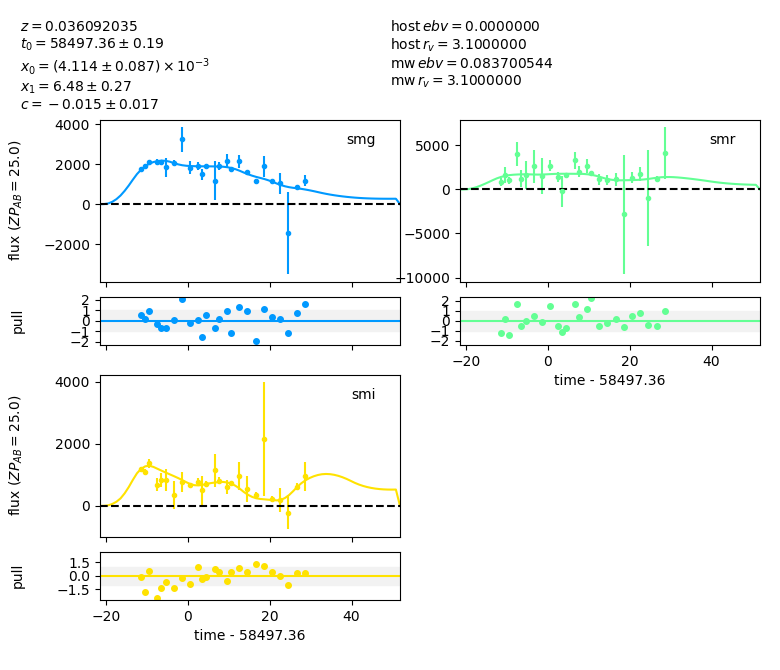 z = 0.036092035
t₀ = 58497.36 ± 0.19
x₀ = (4.114 ± 0.087) × 10⁻³
x₁ = 6.48 ± 0.27
c = −0.015 ± 0.017
host ebv = 0.0000000
host r_v = 3.1000000
mw ebv = 0.083700544
mw r_v = 3.1000000
flux (ZP_AB = 25.0)
4000
2000
0
−2000
smg
5000
0
−5000
−10000
smr
pull
2
1
0
−1
−2
2
1
0
−1
−2
−20
0
20
40
time - 58497.36
flux (ZP_AB = 25.0)
4000
2000
0
smi
pull
1.5
0.0
−1.5
−20
0
20
40
time - 58497.36